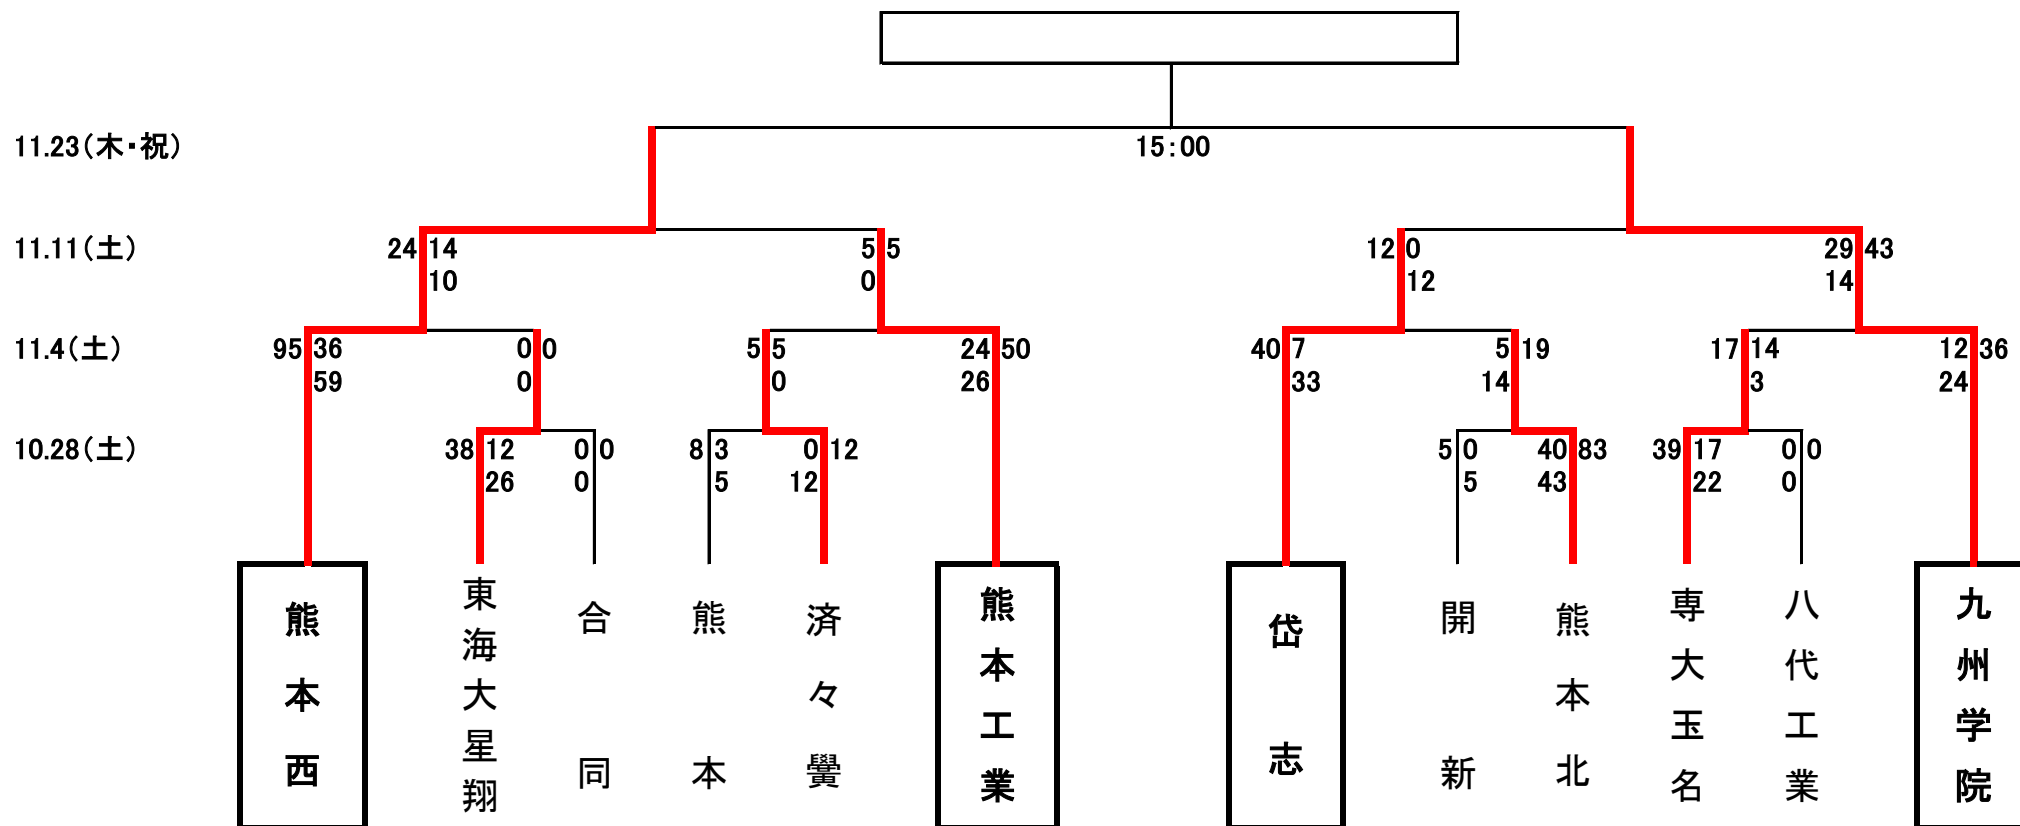 11.23(木・祝)
15:00
11.11(土)
24 14 5 5 12 0 29 43
10 0 12 14
11.4(土)
95 36 0 0 5 5 24 50 40 7 5 19 17 14 12 36
59 0 0 26 33 14 3 24
10.28(土)
38 12 0 0 8 3 0 12 5 0 40 83 39 17 0 0
26 0 5 12 5 43 22 0
熊本西
東海大星翔
合同
熊本
済々黌
熊本工業
岱志
開新
熊本北
専大玉名
八代工業
九州学院